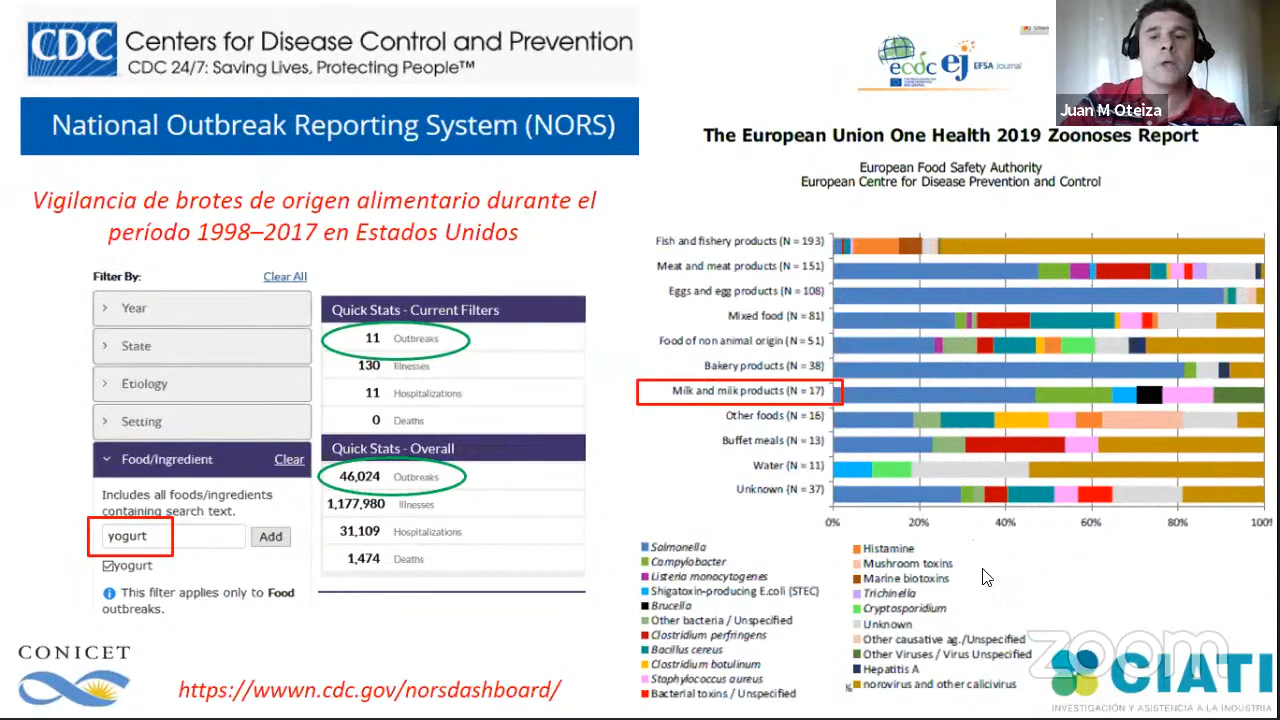 CDC
Centers for Disease Control and Prevention
CDC 24/7: Saving Lives, Protecting People™
National Outbreak Reporting System (NORS)
Vigilancia de brotes de origen alimentario durante el
período 1998–2017 en Estados Unidos
Filter By:
Clear All
Year
State
Etiology
Setting
Food/Ingredient
Clear
Includes all foods/ingredients
containing search text.
yogurt
Add
yogurt
This filter applies only to Food
outbreaks.
Quick Stats - Current Filters
11 Outbreaks
130 Illnesses
11 Hospitalizations
0 Deaths
Quick Stats - Overall
46,024 Outbreaks
1,177,980 Illnesses
31,109 Hospitalizations
1,474 Deaths
CONICET
https://wwwn.cdc.gov/norsdashboard/
ecdc
ej EFSA Journal
Juan M Oteiza
The European Union One Health 2019 Zoonoses Report
European Food Safety Authority
European Centre for Disease Prevention and Control
Fish and fishery products (N = 193)
Meat and meat products (N = 151)
Eggs and egg products (N = 108)
Mixed food (N = 81)
Food of non animal origin (N = 51)
Bakery products (N = 38)
Milk and milk products (N = 17)
Other foods (N = 16)
Buffet meals (N = 13)
Water (N = 11)
Unknown (N = 37)
0% 20% 40% 60% 80% 100%
Salmonella
Campylobacter
Listeria monocytogenes
Shigatoxin-producing E.coli (STEC)
Brucella
Other bacteria / Unspecified
Clostridium perfringens
Bacillus cereus
Clostridium botulinum
Staphylococcus aureus
Bacterial toxins / Unspecified
Histamine
Mushroom toxins
Marine biotoxins
Trichinella
Cryptosporidium
Unknown
Other causative ag./Unspecified
Other Viruses / Virus Unspecified
Hepatitis A
norovirus and other calicivirus
zoom
CIATI
INVESTIGACIÓN Y ASISTENCIA A LA INDUSTRIA